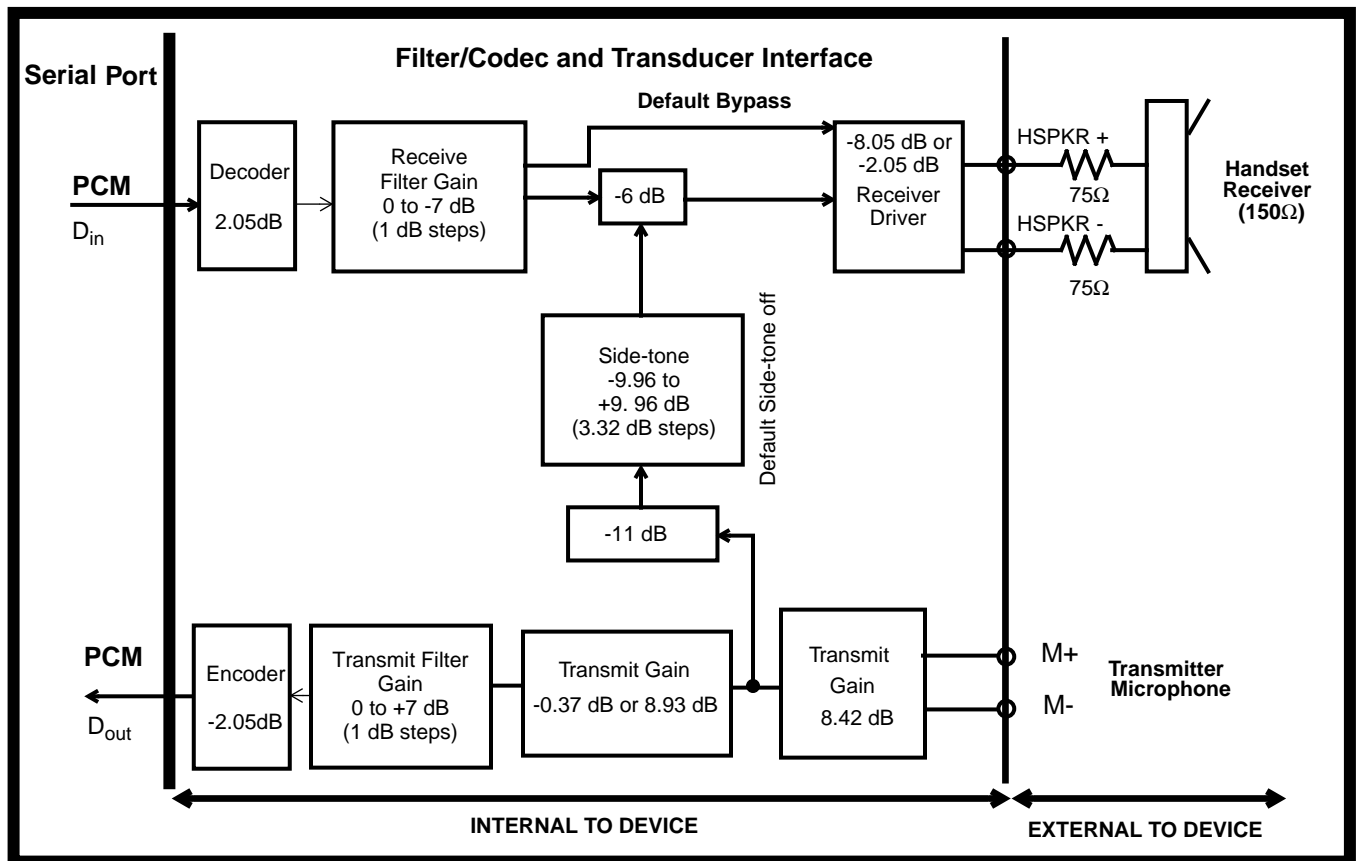 Filter/Codec and Transducer Interface
Serial Port
Default Bypass
Decoder
2.05dB
Receive
Filter Gain
0 to -7 dB
(1 dB steps)
-6 dB
-8.05 dB or
-2.05 dB
Receiver
Driver
HSPKR +
75Ω
HSPKR -
75Ω
Handset
Receiver
(150Ω)
PCM
Din
Side-tone
-9.96 to
+9. 96 dB
(3.32 dB steps)
Default Side-tone off
-11 dB
PCM
Dout
Encoder
-2.05dB
Transmit Filter
Gain
0 to +7 dB
(1 dB steps)
Transmit Gain
-0.37 dB or 8.93 dB
Transmit
Gain
8.42 dB
M+
M-
Transmitter
Microphone
INTERNAL TO DEVICE
EXTERNAL TO DEVICE